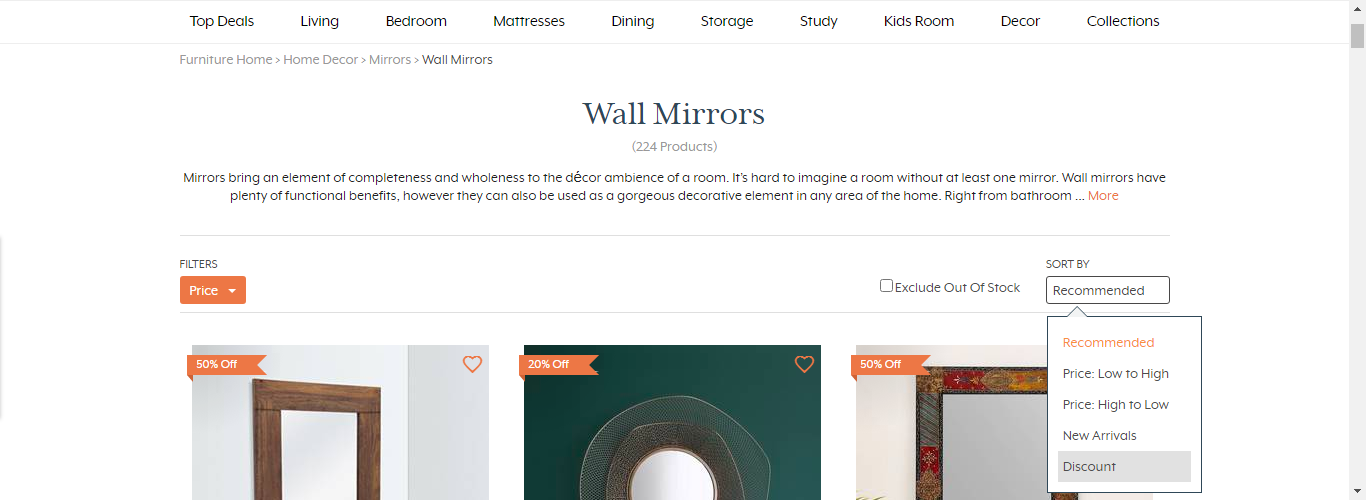 Top Deals Living Bedroom Mattresses Dining Storage Study Kids Room Decor Collections
Furniture Home > Home Decor > Mirrors > Wall Mirrors
Wall Mirrors
(224 Products)
Mirrors bring an element of completeness and wholeness to the décor ambience of a room. It's hard to imagine a room without at least one mirror. Wall mirrors have
plenty of functional benefits, however they can also be used as a gorgeous decorative element in any area of the home. Right from bathroom ... More
FILTERS
Price
Exclude Out Of Stock
SORT BY
Recommended
Recommended
Price: Low to High
Price: High to Low
New Arrivals
Discount
50% Off
20% Off
50% Off